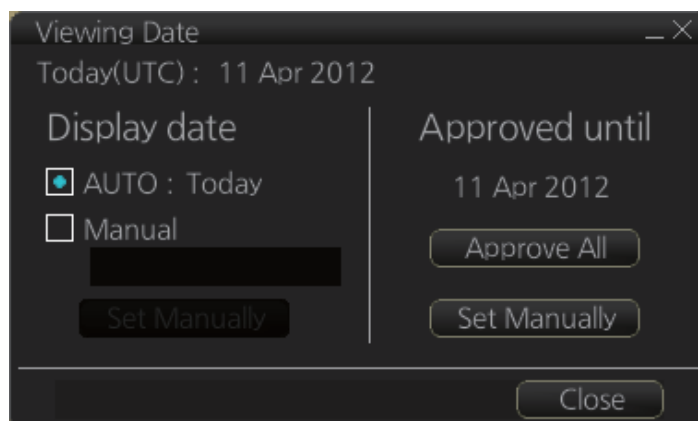 Viewing Date
Today(UTC) : 11 Apr 2012
Display date
AUTO : Today
Manual
Set Manually
Approved until
11 Apr 2012
Approve All
Set Manually
Close